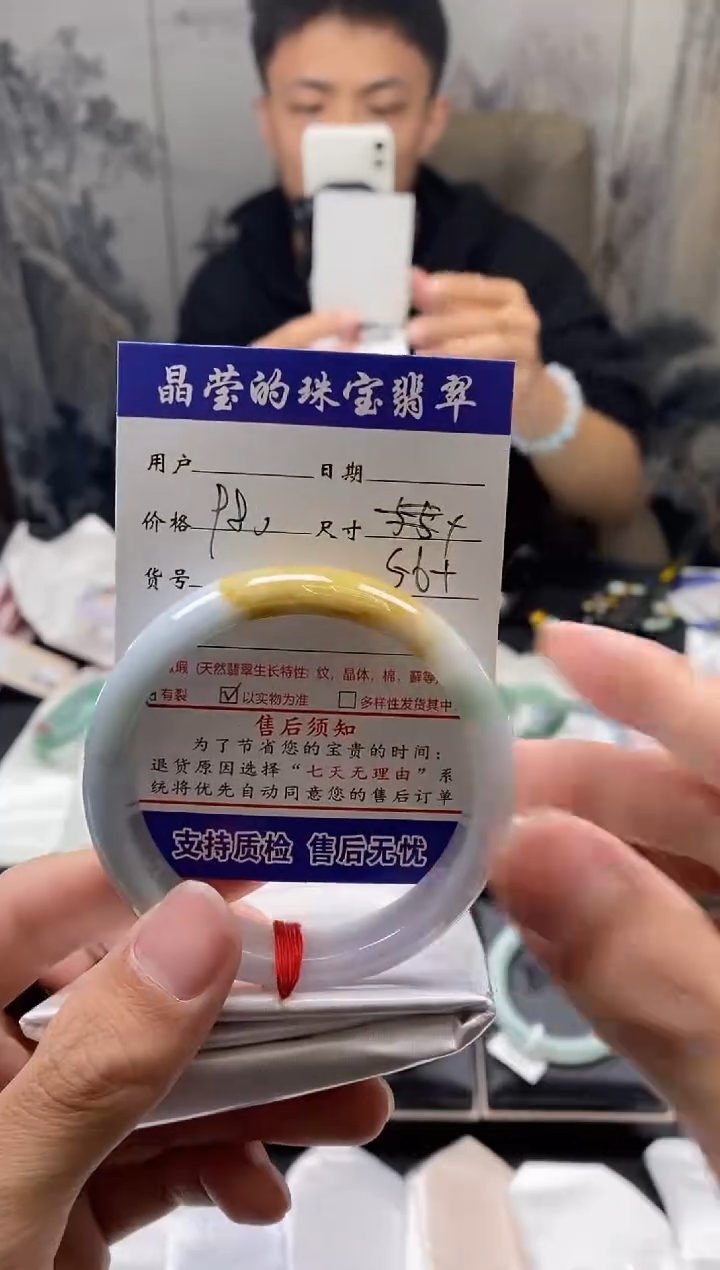 晶莹的珠宝翡翠
用户 日期
价格 980 尺寸
56+
货号
瑕 (天然翡翠生长特性: 纹, 晶体, 棉, 藓等
有裂 ☑以实物为准 □多样性发货其中
售后须知
为了节省您的宝贵的时间：
退货原因选择“七天无理由”系
统将优先自动同意您的售后订单
支持质检 售后无忧